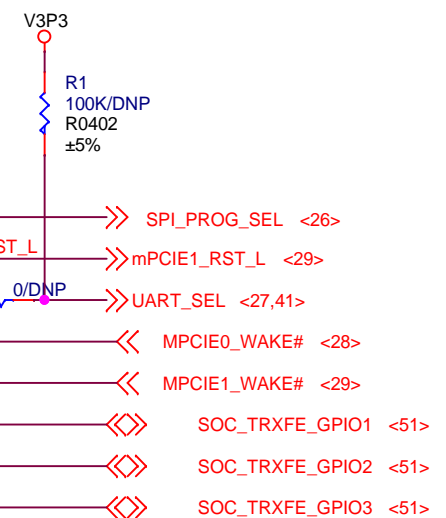 V3P3
R1
100K/DNP
R0402
±5%
SPI_PROG_SEL <26>
ST_L
mPCIE1_RST_L <29>
0/DNP
UART_SEL <27,41>
MPCIE0_WAKE# <28>
MPCIE1_WAKE# <29>
SOC_TRXFE_GPIO1 <51>
SOC_TRXFE_GPIO2 <51>
SOC_TRXFE_GPIO3 <51>